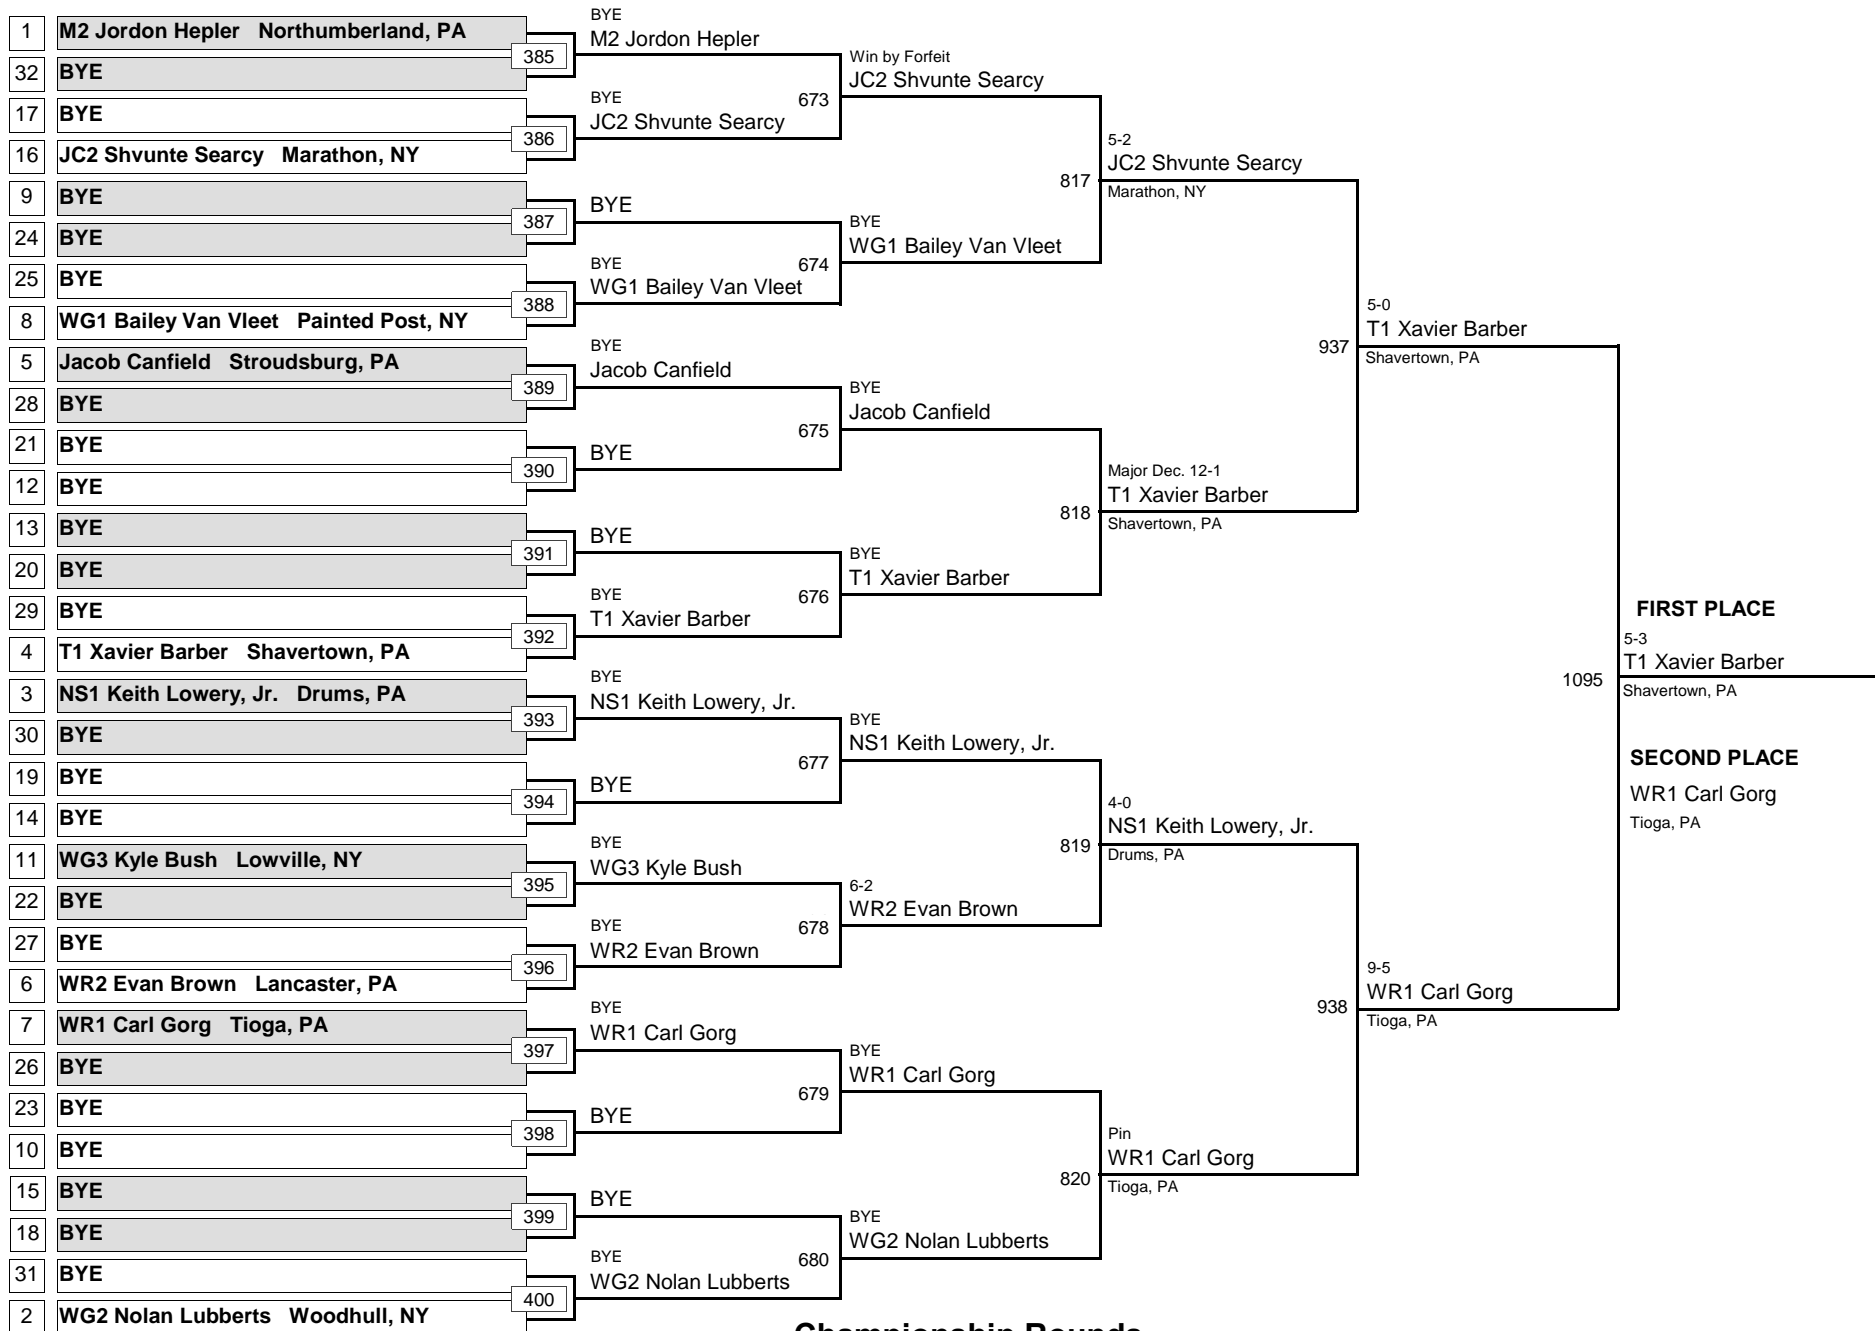 1 M2 Jordon Hepler Northumberland, PA
32 BYE
385
17 BYE
16 JC2 Shvunte Searcy Marathon, NY
386
9 BYE
24 BYE
387
25 BYE
8 WG1 Bailey Van Vleet Painted Post, NY
388
5 Jacob Canfield Stroudsburg, PA
28 BYE
389
21 BYE
12 BYE
390
13 BYE
20 BYE
391
29 BYE
4 T1 Xavier Barber Shavertown, PA
392
3 NS1 Keith Lowery, Jr. Drums, PA
30 BYE
393
19 BYE
14 BYE
394
11 WG3 Kyle Bush Lowville, NY
22 BYE
395
27 BYE
6 WR2 Evan Brown Lancaster, PA
396
7 WR1 Carl Gorg Tioga, PA
26 BYE
397
23 BYE
10 BYE
398
15 BYE
18 BYE
399
31 BYE
2 WG2 Nolan Lubberts Woodhull, NY
400
BYE
M2 Jordon Hepler
BYE
JC2 Shvunte Searcy
673
BYE
BYE
WG1 Bailey Van Vleet
674
BYE
Jacob Canfield
BYE
675
BYE
BYE
T1 Xavier Barber
676
BYE
NS1 Keith Lowery, Jr.
BYE
677
BYE
WG3 Kyle Bush
BYE
WR2 Evan Brown
678
BYE
WR1 Carl Gorg
BYE
679
BYE
BYE
WG2 Nolan Lubberts
680
Win by Forfeit
JC2 Shvunte Searcy
BYE
WG1 Bailey Van Vleet
817
BYE
Jacob Canfield
BYE
T1 Xavier Barber
818
BYE
NS1 Keith Lowery, Jr.
6-2
WR2 Evan Brown
819
BYE
WR1 Carl Gorg
BYE
WG2 Nolan Lubberts
820
5-2
JC2 Shvunte Searcy
Marathon, NY
Major Dec. 12-1
T1 Xavier Barber
Shavertown, PA
937
4-0
NS1 Keith Lowery, Jr.
Drums, PA
Pin
WR1 Carl Gorg
Tioga, PA
938
5-0
T1 Xavier Barber
Shavertown, PA
9-5
WR1 Carl Gorg
Tioga, PA
1095
FIRST PLACE
5-3
T1 Xavier Barber
Shavertown, PA
SECOND PLACE
WR1 Carl Gorg
Tioga, PA
Championship Rounds